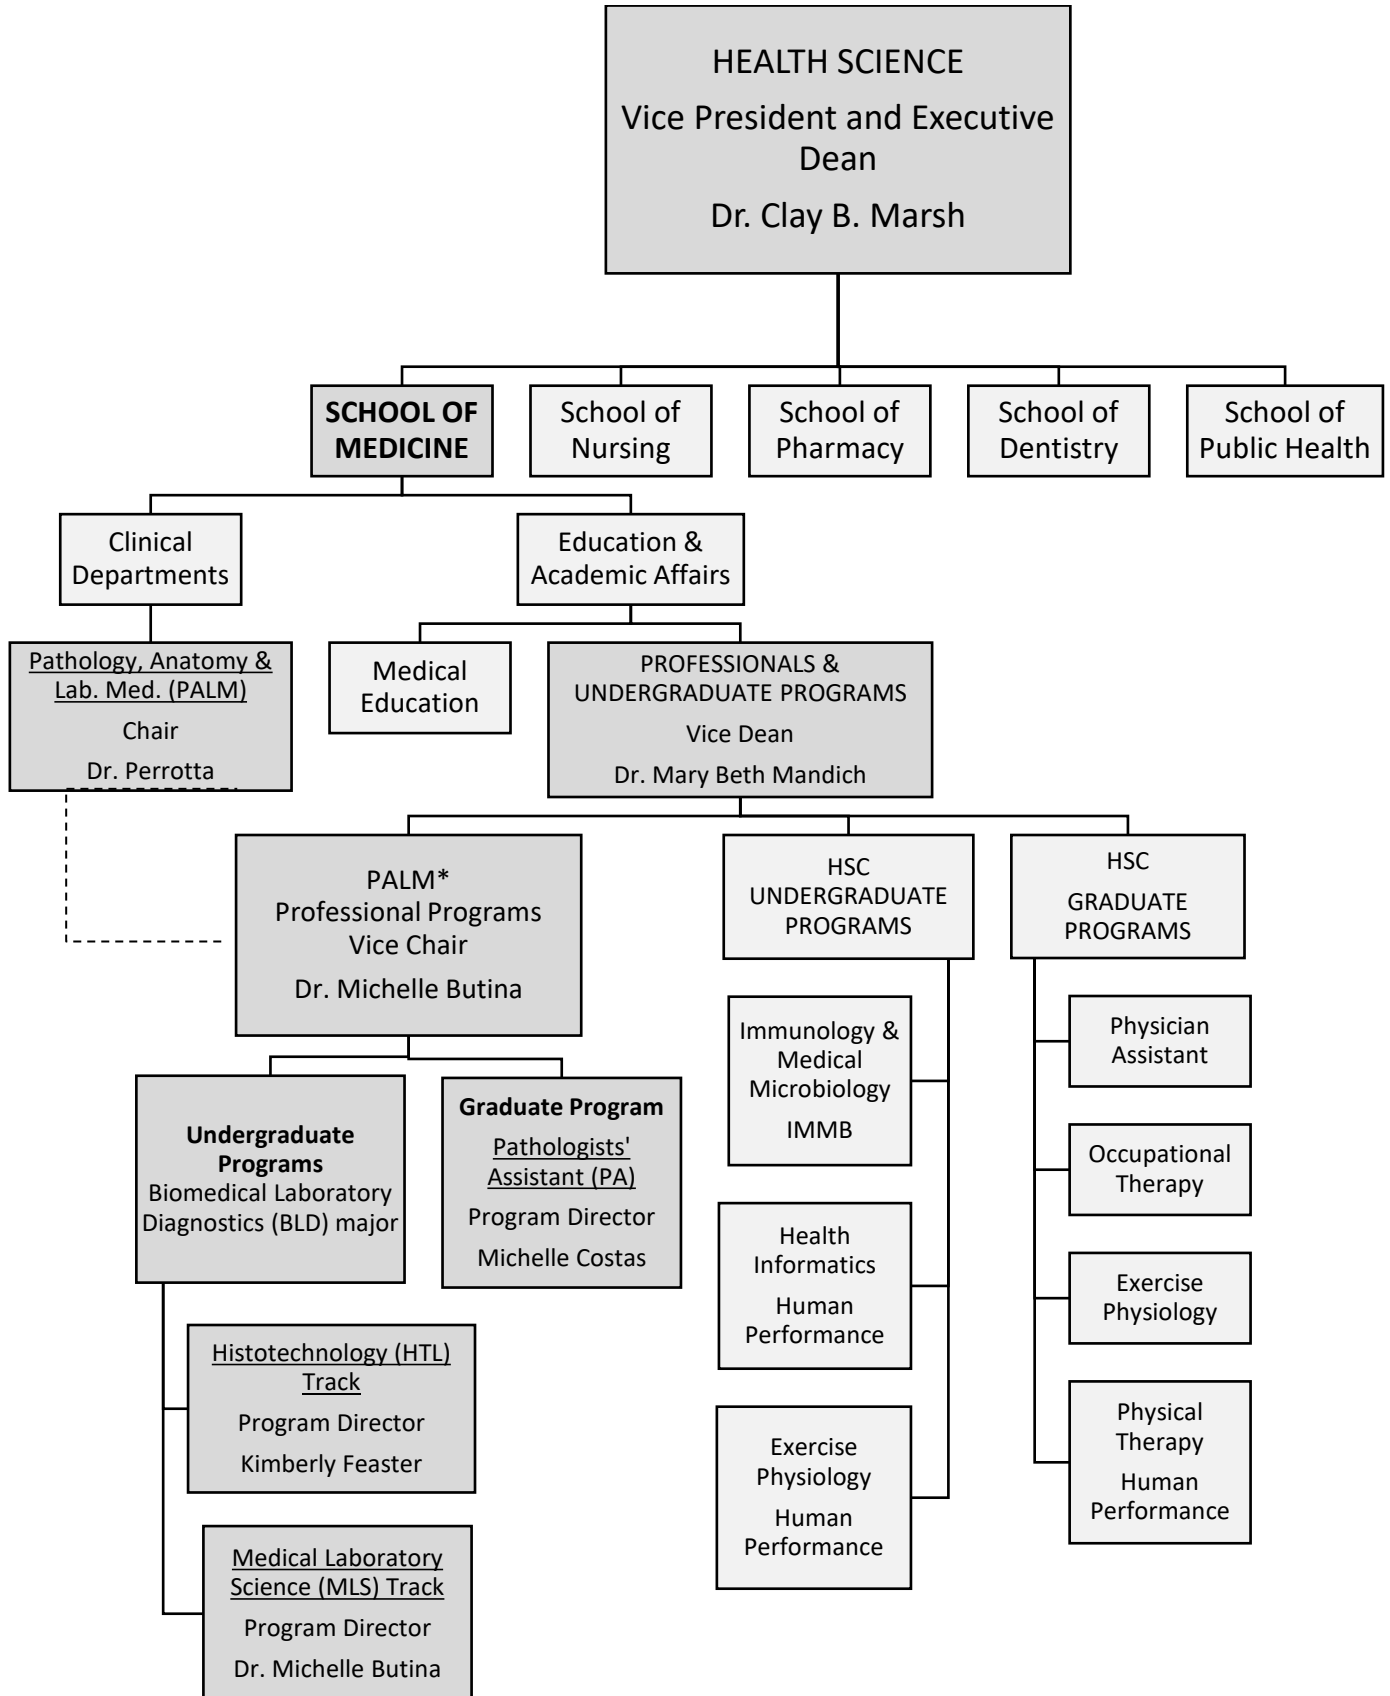 HEALTH SCIENCE
Vice President and Executive
Dean
Dr. Clay B. Marsh
SCHOOL OF
MEDICINE
School of
Nursing
School of
Pharmacy
School of
Dentistry
School of
Public Health
Clinical
Departments
Education &
Academic Affairs
Pathology, Anatomy &
Lab. Med. (PALM)
Chair
Dr. Perrotta
Medical
Education
PROFESSIONALS &
UNDERGRADUATE PROGRAMS
Vice Dean
Dr. Mary Beth Mandich
PALM*
Professional Programs
Vice Chair
Dr. Michelle Butina
HSC
UNDERGRADUATE
PROGRAMS
HSC
GRADUATE
PROGRAMS
Undergraduate
Programs
Biomedical Laboratory
Diagnostics (BLD) major
Graduate Program
Pathologists'
Assistant (PA)
Program Director
Michelle Costas
Histotechnology (HTL)
Track
Program Director
Kimberly Feaster
Medical Laboratory
Science (MLS) Track
Program Director
Dr. Michelle Butina
Immunology &
Medical
Microbiology
IMMB
Health
Informatics
Human
Performance
Exercise
Physiology
Human
Performance
Physician
Assistant
Occupational
Therapy
Exercise
Physiology
Physical
Therapy
Human
Performance